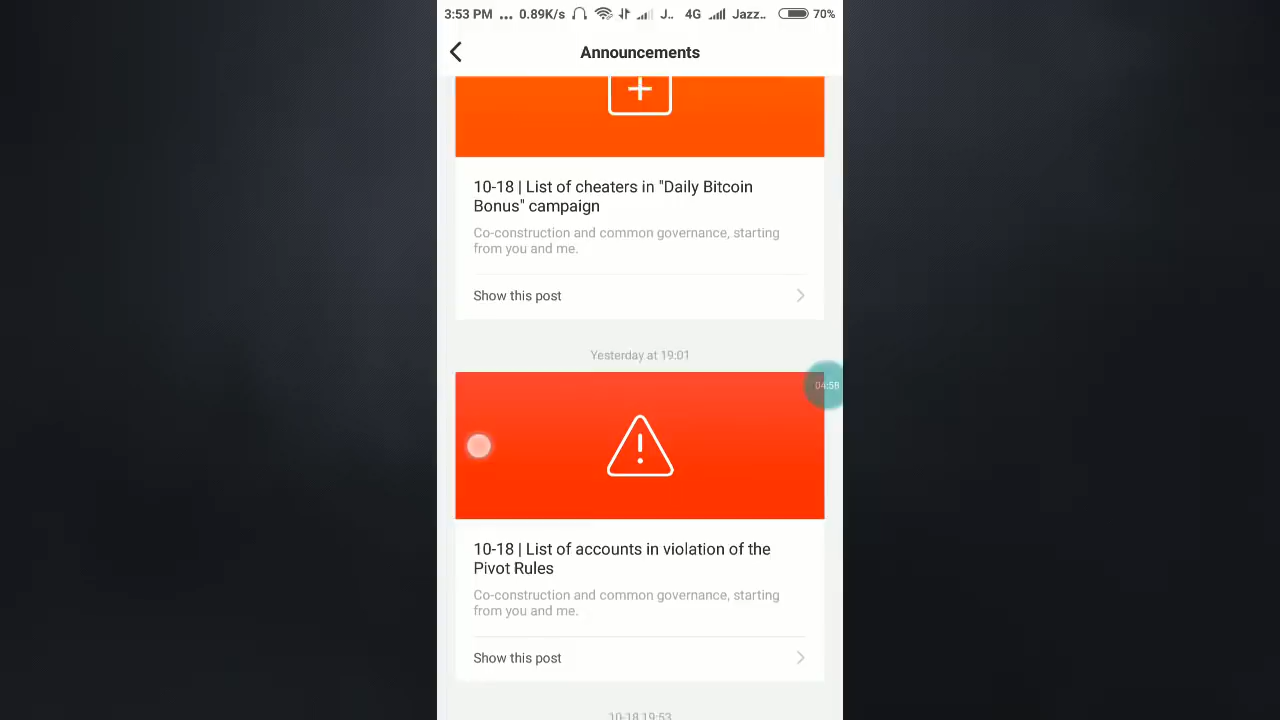 3:53 PM ... 0.89K/s J.. 4G Jazz.. 70%
Announcements
10-18 | List of cheaters in "Daily Bitcoin
Bonus" campaign
Co-construction and common governance, starting
from you and me.
Show this post
Yesterday at 19:01
04:58
10-18 | List of accounts in violation of the
Pivot Rules
Co-construction and common governance, starting
from you and me.
Show this post
10-18 19:53